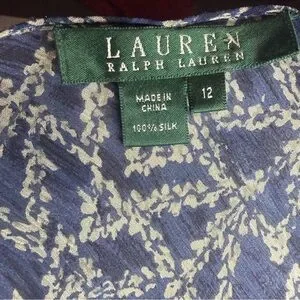 LAUREN
RALPH LAUREN
MADE IN
CHINA
100% SILK
12